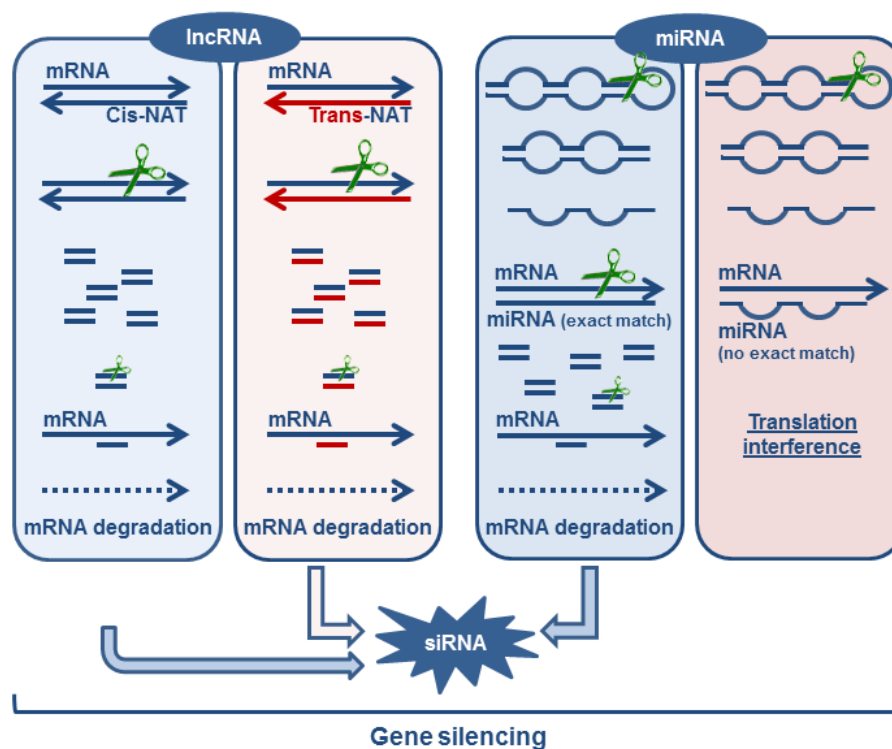 lncRNA
miRNA
mRNA
Cis-NAT
mRNA
mRNA degradation
mRNA
Trans-NAT
mRNA
mRNA degradation
mRNA
miRNA (exact match)
mRNA
mRNA degradation
mRNA
miRNA
(no exact match)
Translation
interference
siRNA
Gene silencing